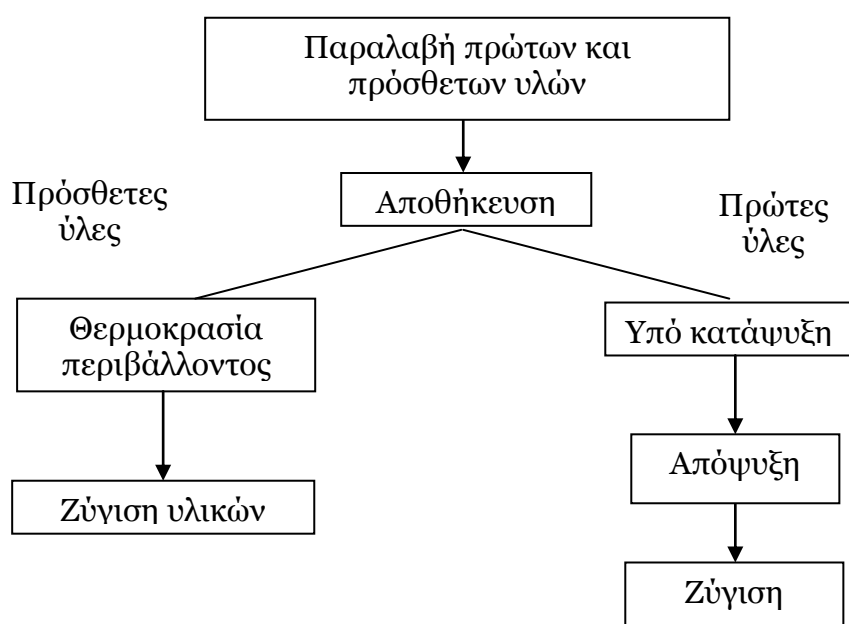 Παραλαβή πρώτων και
πρόσθετων υλών
Πρόσθετες
ύλες
Αποθήκευση
Πρώτες
ύλες
Θερμοκρασία
περιβάλλοντος
Υπό κατάψυξη
Απόψυξη
Ζύγιση υλικών
Ζύγιση